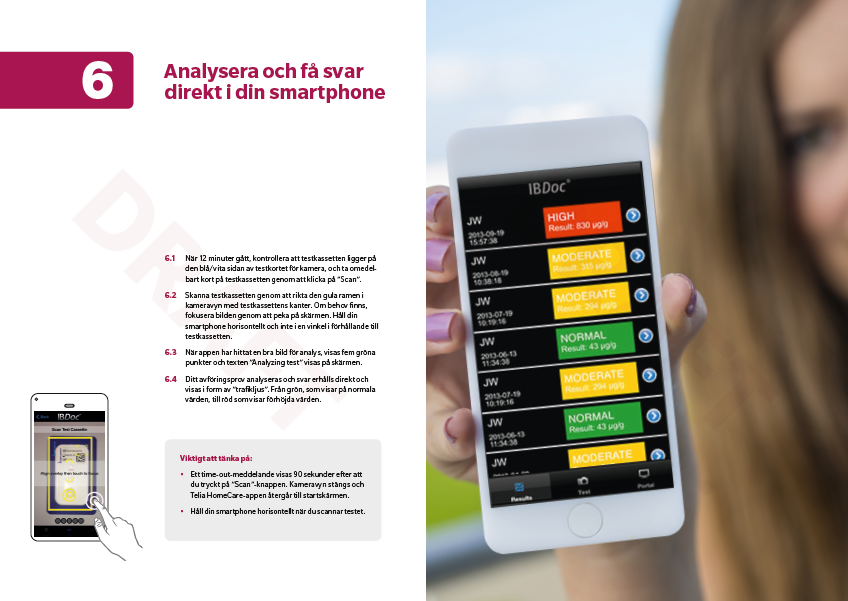 6
Analysera och få svar
direkt i din smartphone
DRAFT
6.1 När 12 minuter gått, kontrollera att testkassetten ligger på
den blå/vita sidan av testkortet för kamera, och ta omedel-
bart kort på testkassetten genom att klicka på "Scan".
6.2 Skanna testkassetten genom att rikta den gula ramen i
kameravyn med testkassettens kanter. Om behov finns,
fokusera bilden genom att peka på skärmen. Håll din
smartphone horisontellt och inte i en vinkel i förhållande till
testkassetten.
6.3 När appen har hittat en bra bild för analys, visas fem gröna
punkter och texten "Analyzing test" visas på skärmen.
6.4 Ditt avföringsprov analyseras och svar erhålls direkt och
visas i form av "trafikljus". Från grön, som visar på normala
värden, till röd som visar förhöjda värden.
Viktigt att tänka på:
• Ett time-out-meddelande visas 90 sekunder efter att
du tryckt på "Scan"-knappen. Kameravyn stängs och
Telia HomeCare-appen återgår till startskärmen.
• Håll din smartphone horisontellt när du scannar testet.
Back IBDoc
Scan Test Cassette
Align overlay then touch to focus
IBDoc
JW
2013-09-19
15:57:38
HIGH
Result: 830 µg/g
JW
2013-08-19
10:38:18
MODERATE
Result: 315 µg/g
JW
2013-07-19
10:19:16
MODERATE
Result: 294 µg/g
JW
2013-06-13
11:34:38
NORMAL
Result: 43 µg/g
JW
2013-07-19
10:19:16
MODERATE
Result: 294 µg/g
JW
2013-06-13
11:34:38
NORMAL
Result: 43 µg/g
JW
MODERATE
Results
Test
Portal